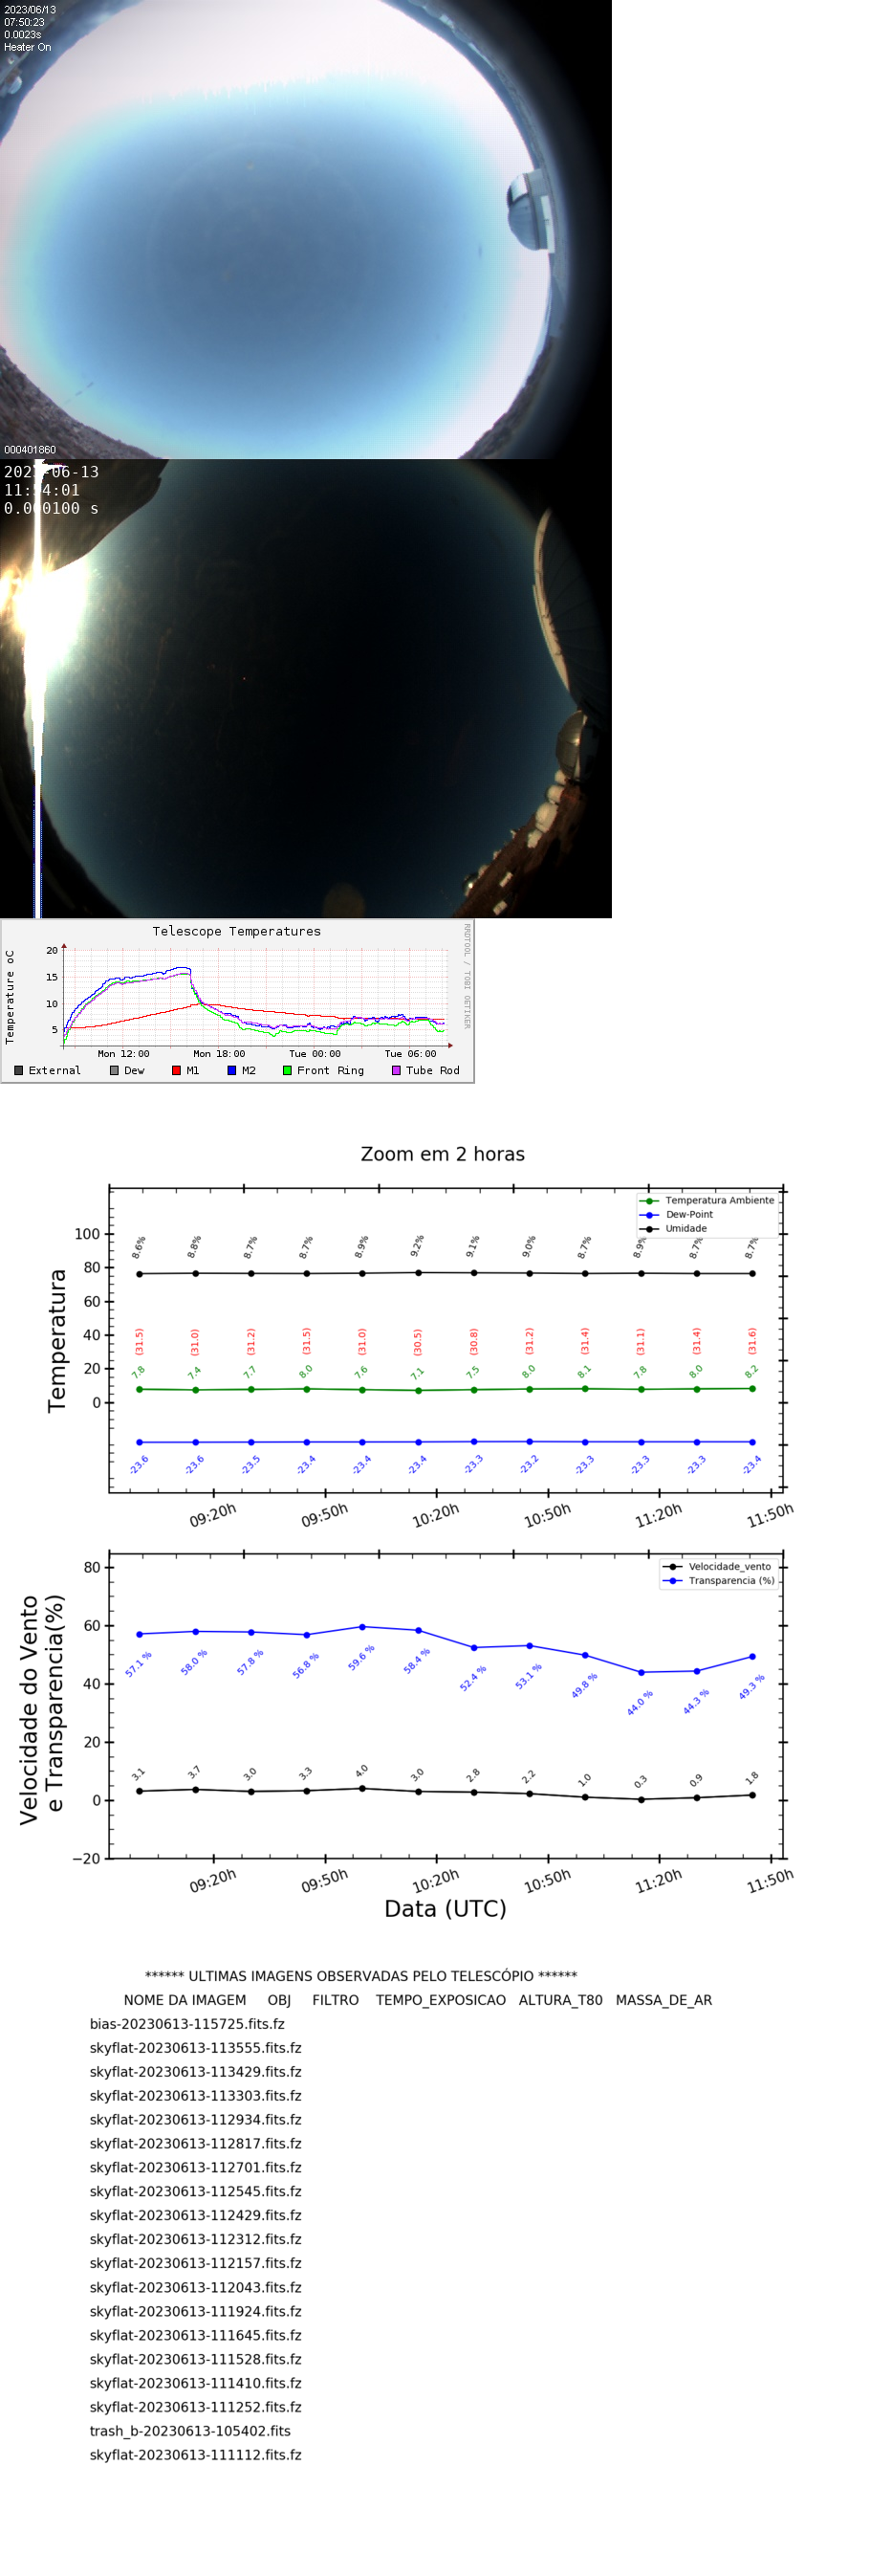 2023/06/13
07:50:23
0.0023s
Heater On
000401860
2023-06-13
11:54:01
0.000100 s
Telescope Temperatures
RRDTOOL / TOBI OETIKER
Temperature oC
20
15
10
5
Mon 12:00 Mon 18:00 Tue 00:00 Tue 06:00
External Dew M1 M2 Front Ring Tube Rod
Zoom em 2 horas
Temperatura Ambiente
Dew-Point
Umidade
Temperatura
100
80
60
40
20
0
8.6% 8.8% 8.7% 8.7% 8.9% 9.2% 9.1% 9.0% 8.7% 8.9% 8.7% 8.7%
(31.5) (31.0) (31.2) (31.5) (31.0) (30.5) (30.8) (31.2) (31.4) (31.1) (31.4) (31.6)
7.8 7.4 7.7 8.0 7.6 7.1 7.5 8.0 8.1 7.8 8.0 8.2
-23.6 -23.6 -23.5 -23.4 -23.4 -23.4 -23.3 -23.2 -23.3 -23.3 -23.3 -23.4
09:20h 09:50h 10:20h 10:50h 11:20h 11:50h
Velocidade_vento
Transparencia (%)
Velocidade do Vento
e Transparencia(%)
80
60
40
20
0
−20
57.1 % 58.0 % 57.8 % 56.8 % 59.6 % 58.4 % 52.4 % 53.1 % 49.8 % 44.0 % 44.3 % 49.3 %
3.1 3.7 3.0 3.3 4.0 3.0 2.8 2.2 1.0 0.3 0.9 1.8
09:20h 09:50h 10:20h 10:50h 11:20h 11:50h
Data (UTC)
****** ULTIMAS IMAGENS OBSERVADAS PELO TELESCÓPIO ******
NOME DA IMAGEM OBJ FILTRO TEMPO_EXPOSICAO ALTURA_T80 MASSA_DE_AR
bias-20230613-115725.fits.fz
skyflat-20230613-113555.fits.fz
skyflat-20230613-113429.fits.fz
skyflat-20230613-113303.fits.fz
skyflat-20230613-112934.fits.fz
skyflat-20230613-112817.fits.fz
skyflat-20230613-112701.fits.fz
skyflat-20230613-112545.fits.fz
skyflat-20230613-112429.fits.fz
skyflat-20230613-112312.fits.fz
skyflat-20230613-112157.fits.fz
skyflat-20230613-112043.fits.fz
skyflat-20230613-111924.fits.fz
skyflat-20230613-111645.fits.fz
skyflat-20230613-111528.fits.fz
skyflat-20230613-111410.fits.fz
skyflat-20230613-111252.fits.fz
trash_b-20230613-105402.fits
skyflat-20230613-111112.fits.fz